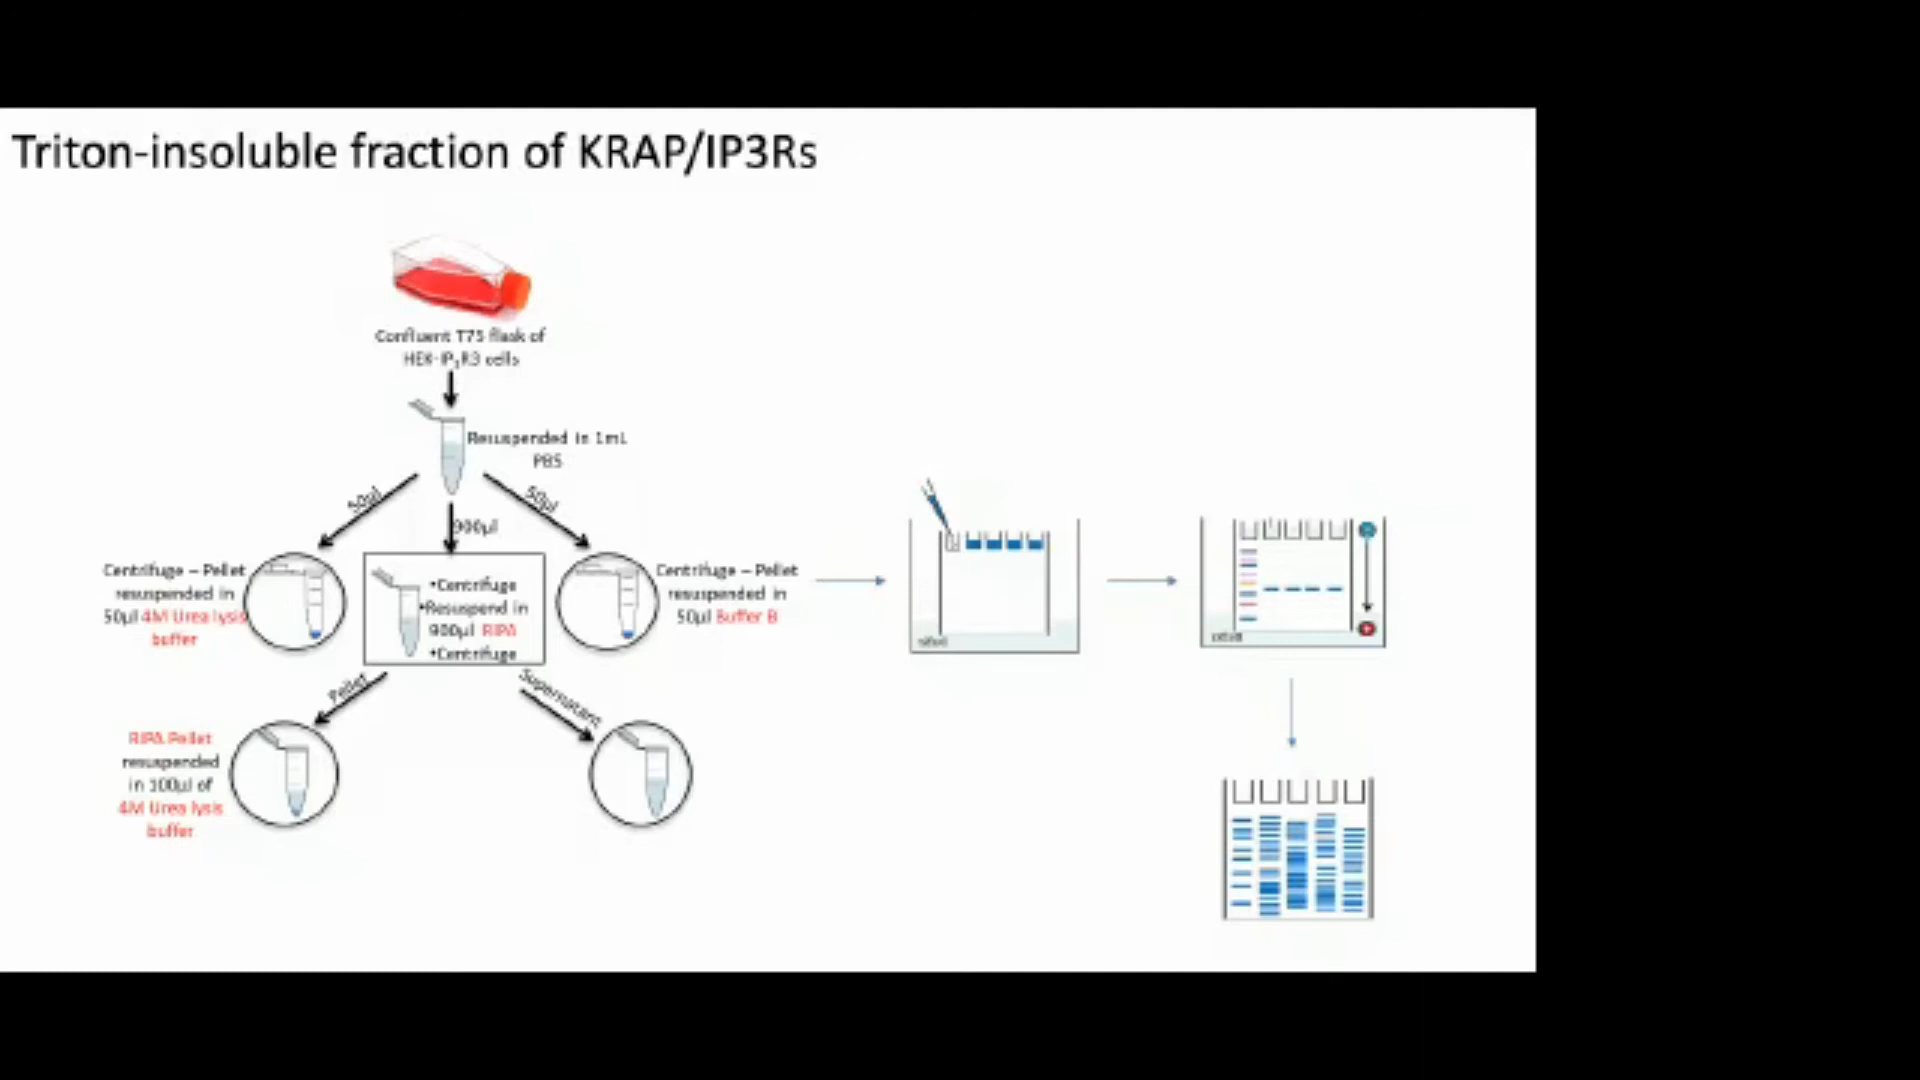 Triton-insoluble fraction of KRAP/IP3Rs
Confluent T75 flask of
HEK-IP₃R3 cells
Resuspended in 1mL
PBS
50µl
900µl
50µl
Centrifuge – Pellet
resuspended in
50µl 4M Urea lysis
buffer
•Centrifuge
•Resuspend in
900µl RIPA
•Centrifuge
Centrifuge – Pellet
resuspended in
50µl Buffer B
Pellet
Supernatant
RIPA Pellet
resuspended
in 100µl of
4M Urea lysis
buffer